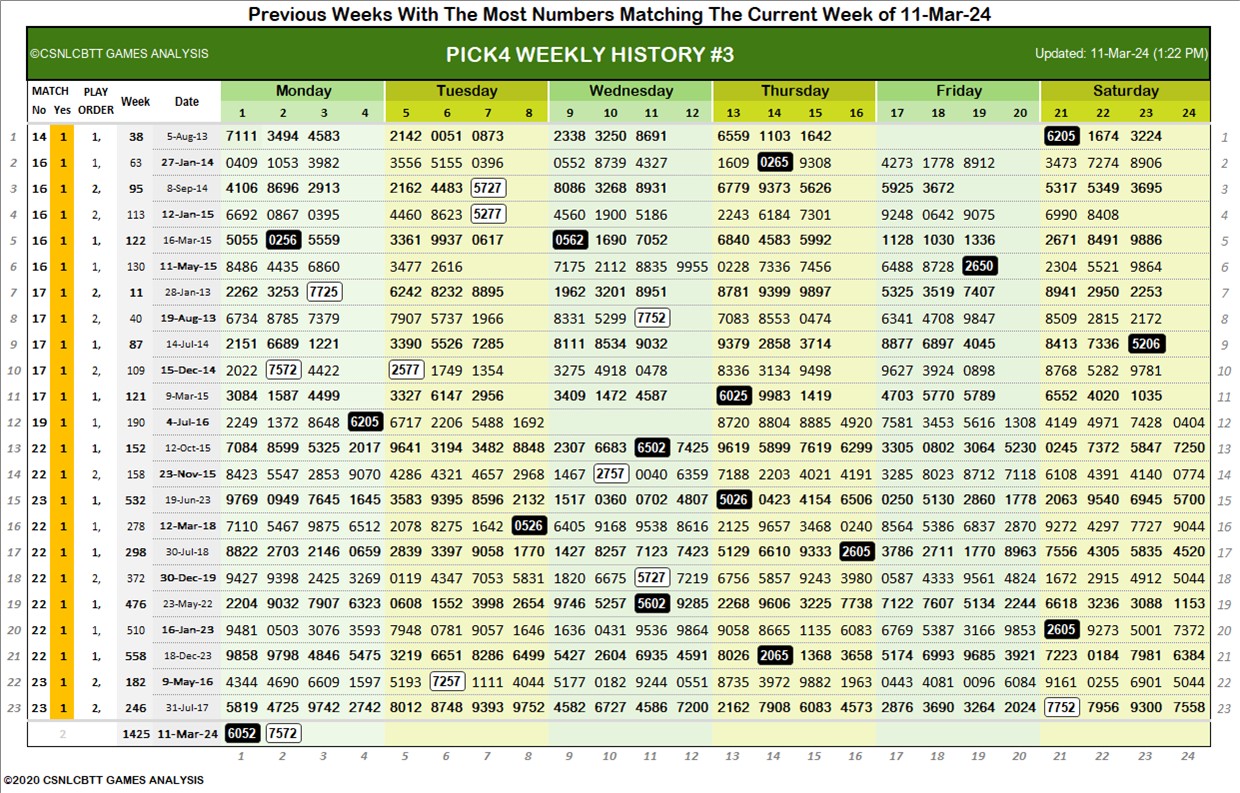 Previous Weeks With The Most Numbers Matching The Current Week of 11-Mar-24
©CSNLCBTT GAMES ANALYSIS PICK4 WEEKLY HISTORY #3 Updated: 11-Mar-24 (1:22 PM)
MATCH PLAY Week Date Monday Tuesday Wednesday Thursday Friday Saturday
No Yes ORDER 1 2 3 4 5 6 7 8 9 10 11 12 13 14 15 16 17 18 19 20 21 22 23 24
1 14 1 1, 38 5-Aug-13 7111 3494 4583 2142 0051 0873 2338 3250 8691 6559 1103 1642 6205 1674 3224 1
2 16 1 1, 63 27-Jan-14 0409 1053 3982 3556 5155 0396 0552 8739 4327 1609 0265 9308 4273 1778 8912 3473 7274 8906 2
3 16 1 2, 95 8-Sep-14 4106 8696 2913 2162 4483 5727 8086 3268 8931 6779 9373 5626 5925 3672 5317 5349 3695 3
4 16 1 2, 113 12-Jan-15 6692 0867 0395 4460 8623 5277 4560 1900 5186 2243 6184 7301 9248 0642 9075 6990 8408 4
5 16 1 1, 122 16-Mar-15 5055 0256 5559 3361 9937 0617 0562 1690 7052 6840 4583 5992 1128 1030 1336 2671 8491 9886 5
6 16 1 1, 130 11-May-15 8486 4435 6860 3477 2616 7175 2112 8835 9955 0228 7336 7456 6488 8728 2650 2304 5521 9864 6
7 17 1 2, 11 28-Jan-13 2262 3253 7725 6242 8232 8895 1962 3201 8951 8781 9399 9897 5325 3519 7407 8941 2950 2253 7
8 17 1 2, 40 19-Aug-13 6734 8785 7379 7907 5737 1966 8331 5299 7752 7083 8553 0474 6341 4708 9847 8509 2815 2172 8
9 17 1 1, 87 14-Jul-14 2151 6689 1221 3390 5526 7285 8111 8534 9032 9379 2858 3714 8877 6897 4045 8413 7336 5206 9
10 17 1 2, 109 15-Dec-14 2022 7572 4422 2577 1749 1354 3275 4918 0478 8336 3134 9498 9627 3924 0898 8768 5282 9781 10
11 17 1 1, 121 9-Mar-15 3084 1587 4499 3327 6147 2956 3409 1472 4587 6025 9983 1419 4703 5770 5789 6552 4020 1035 11
12 19 1 1, 190 4-Jul-16 2249 1372 8648 6205 6717 2206 5488 1692 8720 8804 8885 4920 7581 3453 5616 1308 4149 4971 7428 0404 12
13 22 1 1, 152 12-Oct-15 7084 8599 5325 2017 9641 3194 3482 8848 2307 6683 6502 7425 9619 5899 7619 6299 3305 0802 3064 5230 0245 7372 5847 7250 13
14 22 1 2, 158 23-Nov-15 8423 5547 2853 9070 4286 4321 4657 2968 1467 2757 0040 6359 7188 2203 4021 4191 3285 8023 8712 7118 6108 4391 4140 0774 14
15 23 1 1, 532 19-Jun-23 9769 0949 7645 1645 3583 9395 8596 2132 1517 0360 0702 4807 5026 0423 4154 6506 0250 5130 2860 1778 2063 9540 6945 5700 15
16 22 1 1, 278 12-Mar-18 7110 5467 9875 6512 2078 8275 1642 0526 6405 9168 9538 8616 2125 9657 3468 0240 8564 5386 6837 2870 9272 4297 7727 9044 16
17 22 1 1, 298 30-Jul-18 8822 2703 2146 0659 2839 3397 9058 1770 1427 8257 7123 7423 5129 6610 9333 2605 3786 2711 1770 8963 7556 4305 5835 4520 17
18 22 1 2, 372 30-Dec-19 9427 9398 2425 3269 0119 4347 7053 5831 1820 6675 5727 7219 6756 5857 9243 3980 0587 4333 9561 4824 1672 2915 4912 5044 18
19 22 1 1, 476 23-May-22 2204 9032 7907 6323 0608 1552 3998 2654 9746 5257 5602 9285 2268 9606 3225 7738 7122 7607 5134 2244 6618 3236 3088 1153 19
20 22 1 1, 510 16-Jan-23 9481 0503 3076 3593 7948 0781 9057 1646 1636 0431 9536 9864 9058 8665 1135 6083 6769 5387 3166 9853 2605 9273 5001 7372 20
21 22 1 1, 558 18-Dec-23 9858 9798 4846 5475 3219 6651 8286 6499 5427 2604 6935 4591 8026 2065 1368 3658 5174 6993 9685 3921 7223 0184 7981 6384 21
22 23 1 2, 182 9-May-16 4344 4690 6609 1597 5193 7257 1111 4044 5177 0182 9244 0551 8735 3972 9882 1963 0443 4081 0096 6084 9161 0255 6901 5044 22
23 23 1 2, 246 31-Jul-17 5819 4725 9742 2742 8012 8748 9393 9752 4582 6727 4586 7200 2162 7908 6083 4573 2876 3690 3264 2024 7752 7956 9300 7558 23
2 1425 11-Mar-24 6052 7572
1 2 3 4 5 6 7 8 9 10 11 12 13 14 15 16 17 18 19 20 21 22 23 24
©2020 CSNLCBTT GAMES ANALYSIS